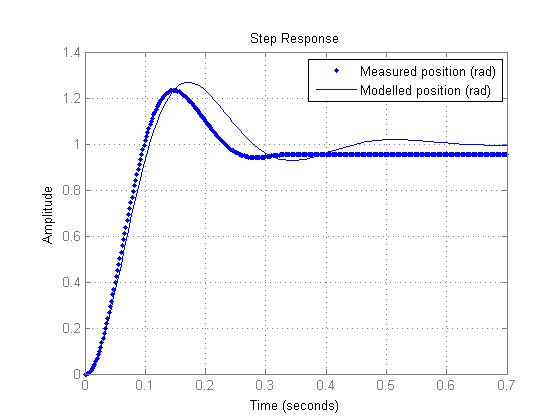 Step Response
Measured position (rad)
Modelled position (rad)
Amplitude
1.4
1.2
1
0.8
0.6
0.4
0.2
0
0 0.1 0.2 0.3 0.4 0.5 0.6 0.7
Time (seconds)